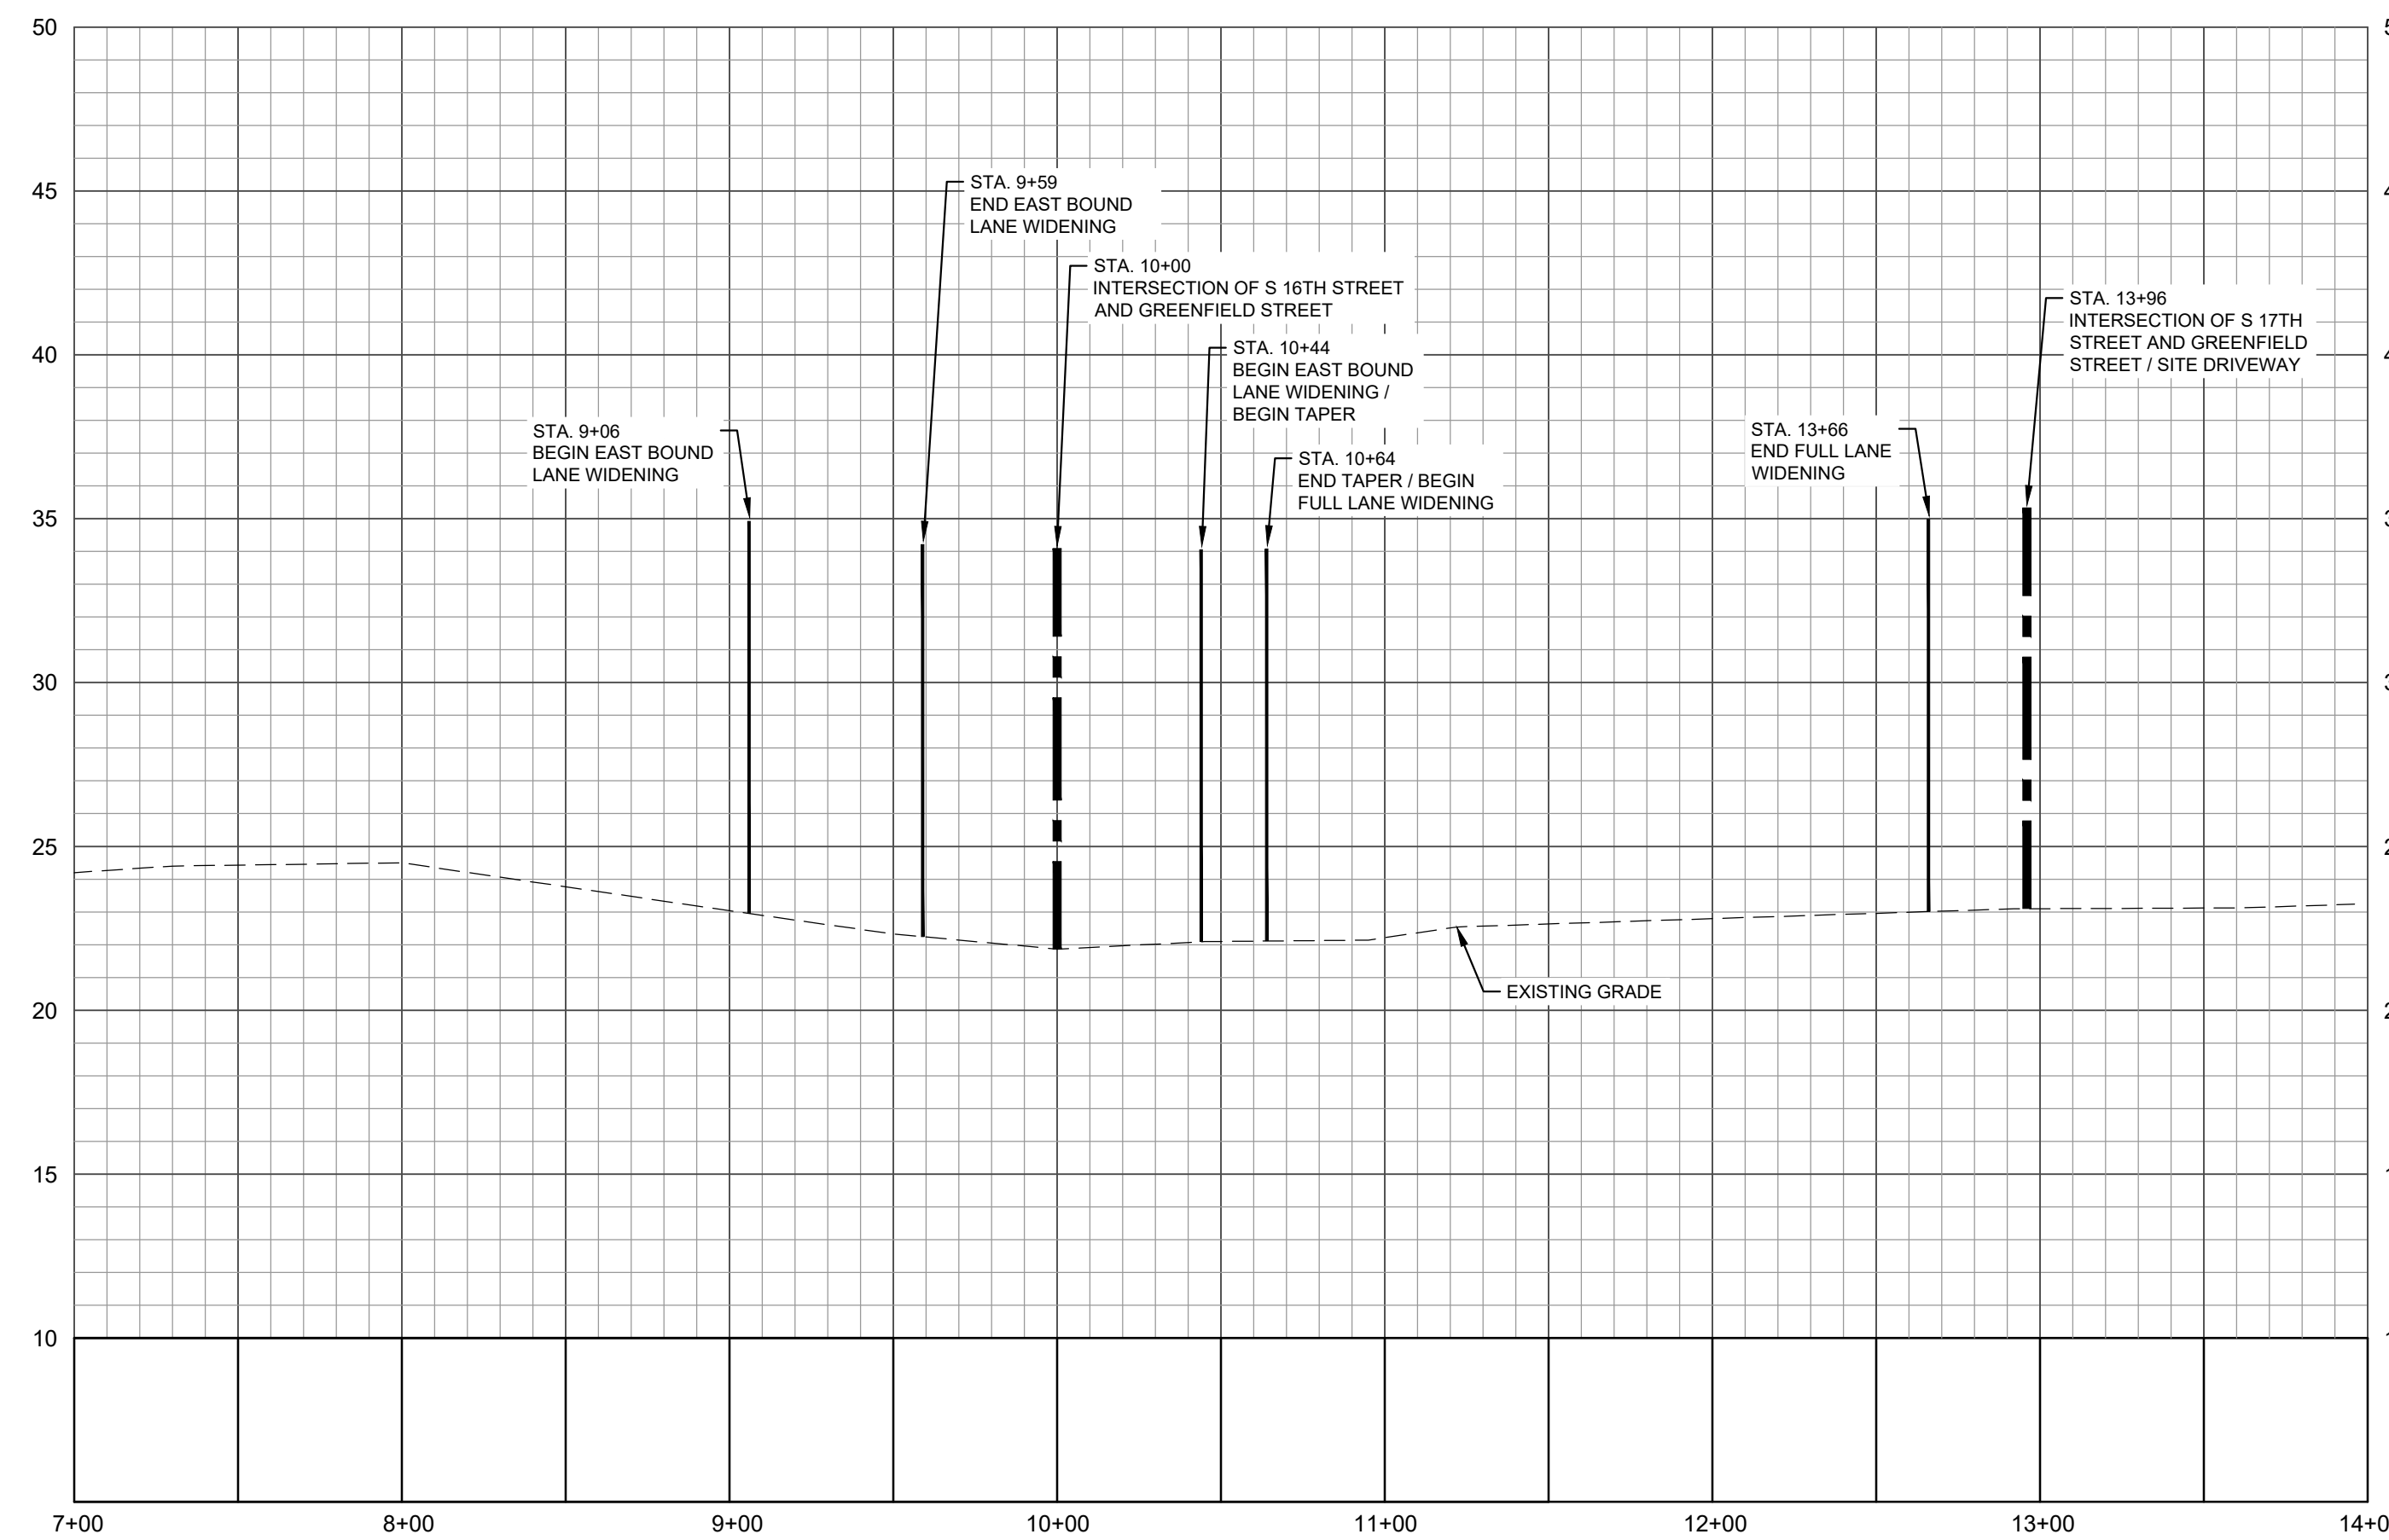 50
45
40
35
30
25
20
15
10
STA. 9+06
BEGIN EAST BOUND
LANE WIDENING
STA. 9+59
END EAST BOUND
LANE WIDENING
STA. 10+00
INTERSECTION OF S 16TH STREET
AND GREENFIELD STREET
STA. 10+44
BEGIN EAST BOUND
LANE WIDENING /
BEGIN TAPER
STA. 10+64
END TAPER / BEGIN
FULL LANE WIDENING
STA. 13+66
END FULL LANE
WIDENING
STA. 13+96
INTERSECTION OF S 17TH
STREET AND GREENFIELD
STREET / SITE DRIVEWAY
EXISTING GRADE
7+00 8+00 9+00 10+00 11+00 12+00 13+00 14+0